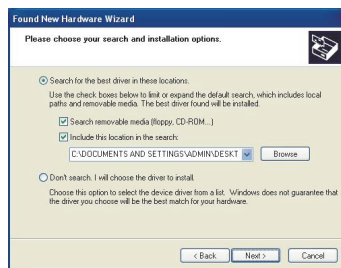 Found New Hardware Wizard
Please choose your search and installation options.
Search for the best driver in these locations.
Use the check boxes below to limit or expand the default search, which includes local
paths and removable media. The best driver found will be installed.
Search removable media (floppy, CD-ROM...)
Include this location in the search:
C:\DOCUMENTS AND SETTINGS\ADMIN\DESKT
Browse
Don't search. I will choose the driver to install.
Choose this option to select the device driver from a list. Windows does not guarantee that
the driver you choose will be the best match for your hardware.
< Back
Next >
Cancel